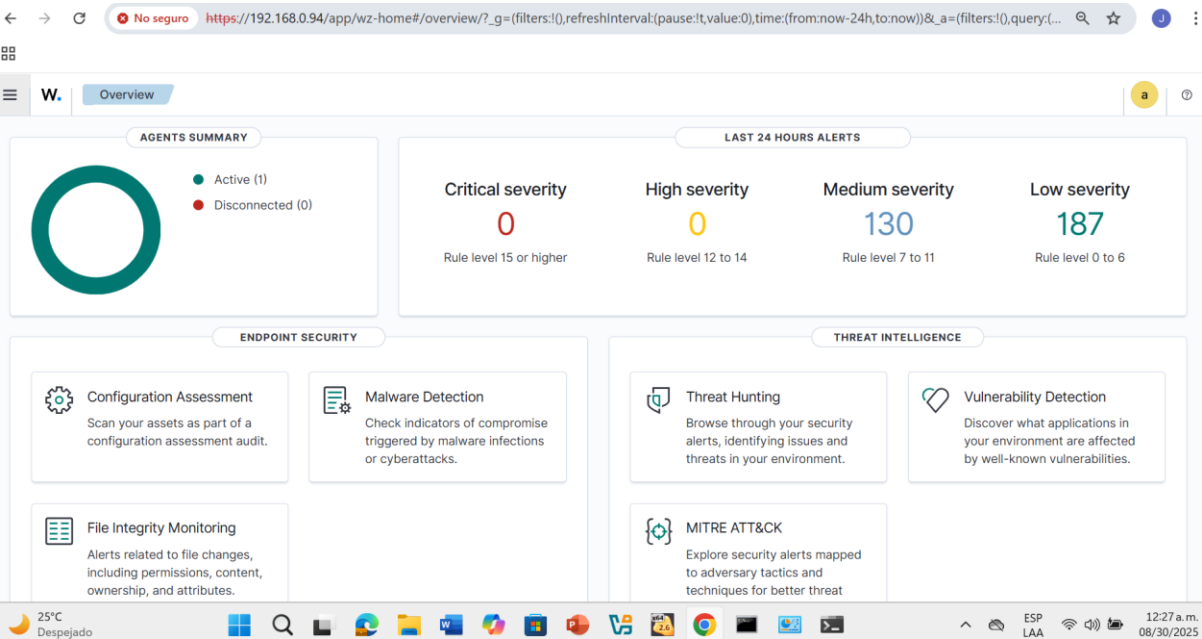 No seguro
https://192.168.0.94/app/wz-home#/overview/?_g=(filters:!(),refreshInterval:(pause:!t,value:0),time:(from:now-24h,to:now))&_a=(filters:!(),query:(...
J
W.
Overview
a
AGENTS SUMMARY
Active (1)
Disconnected (0)
LAST 24 HOURS ALERTS
Critical severity
0
Rule level 15 or higher
High severity
0
Rule level 12 to 14
Medium severity
130
Rule level 7 to 11
Low severity
187
Rule level 0 to 6
ENDPOINT SECURITY
Configuration Assessment
Scan your assets as part of a
configuration assessment audit.
Malware Detection
Check indicators of compromise
triggered by malware infections
or cyberattacks.
File Integrity Monitoring
Alerts related to file changes,
including permissions, content,
ownership, and attributes.
THREAT INTELLIGENCE
Threat Hunting
Browse through your security
alerts, identifying issues and
threats in your environment.
Vulnerability Detection
Discover what applications in
your environment are affected
by well-known vulnerabilities.
MITRE ATT&CK
Explore security alerts mapped
to adversary tactics and
techniques for better threat
25°C
Despejado
ESP
LAA
12:27 a.m
08/30/2025